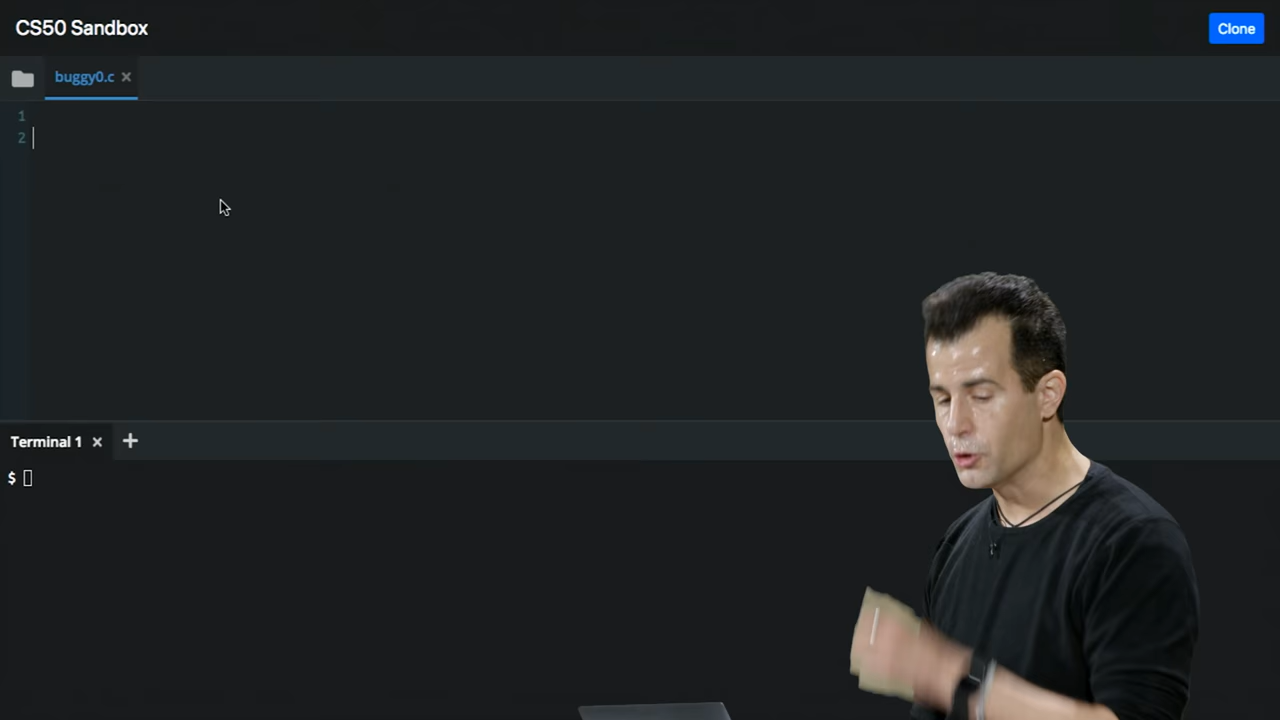 CS50 Sandbox
Clone
buggy0.c ×
1
2
Terminal 1 × +
$